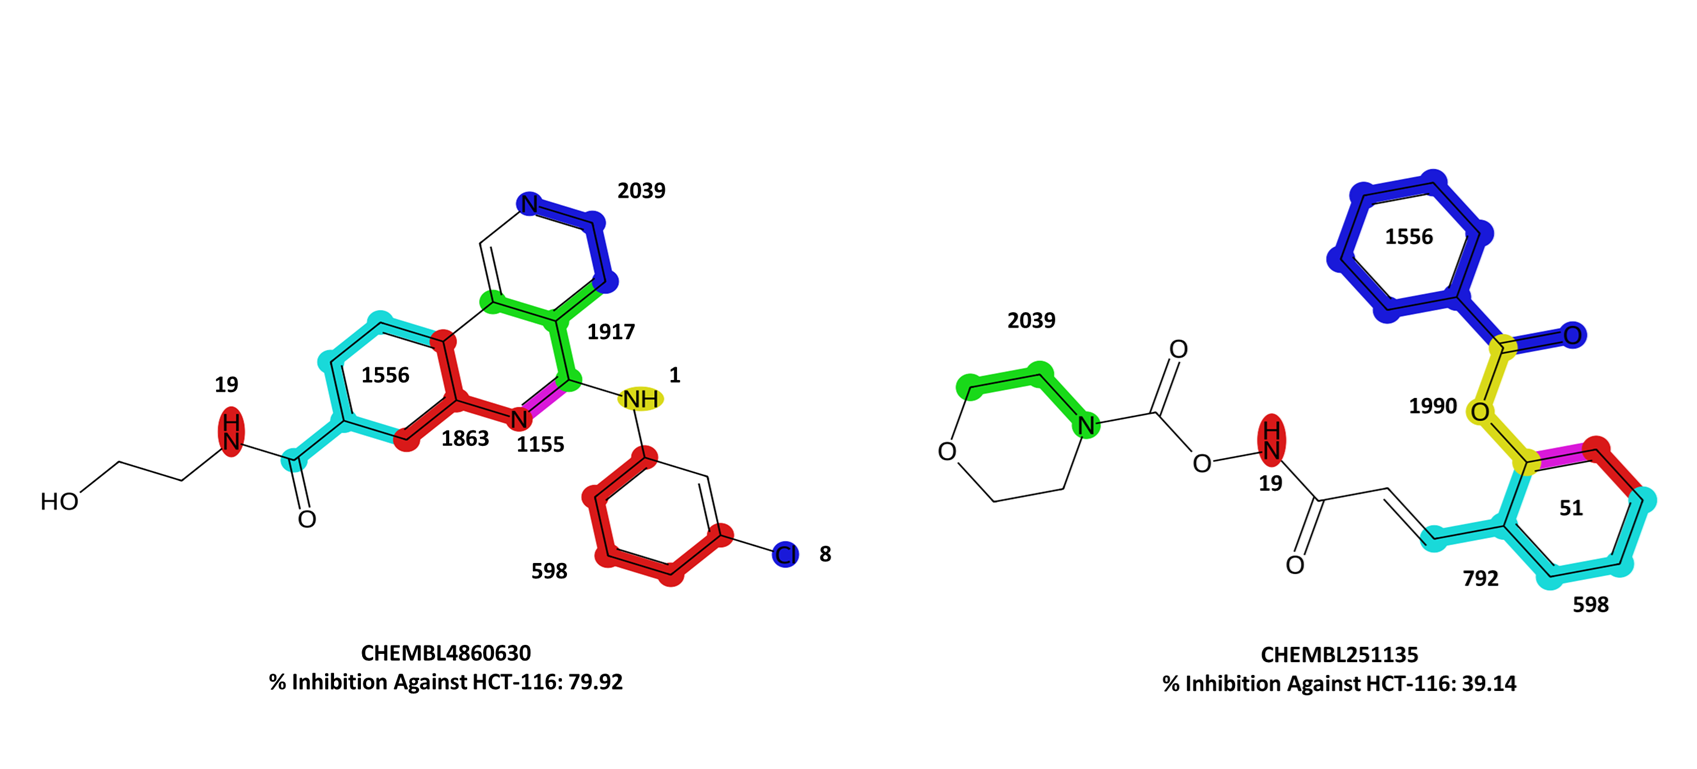 N
2039
1917
19
H
N
1556
NH
1
1863
N
1155
HO
O
598
Cl
8
CHEMBL4860630
% Inhibition Against HCT-116: 79.92
1556
2039
O
O
1990
O
N
O
O
H
N
19
51
O
792
598
CHEMBL251135
% Inhibition Against HCT-116: 39.14